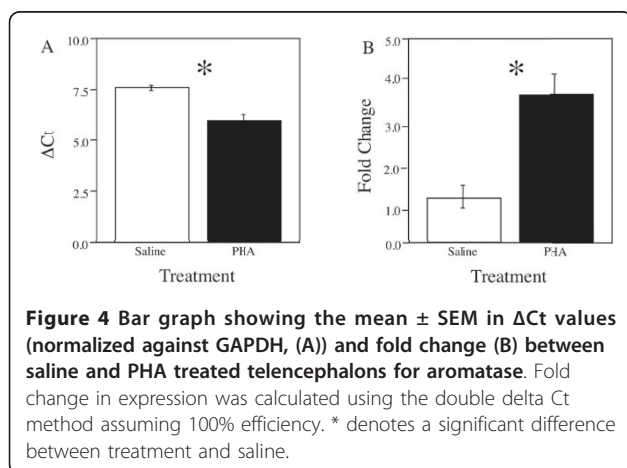 A
B
*
*
10.0
7.5
5.0
2.5
0.0
ΔCt
5.0
4.0
3.0
2.0
1.0
0.0
Fold Change
Saline PHA
Treatment
Saline PHA
Treatment
Figure 4 Bar graph showing the mean ± SEM in ΔCt values
(normalized against GAPDH, (A)) and fold change (B) between
saline and PHA treated telencephalons for aromatase. Fold
change in expression was calculated using the double delta Ct
method assuming 100% efficiency. * denotes a significant difference
between treatment and saline.